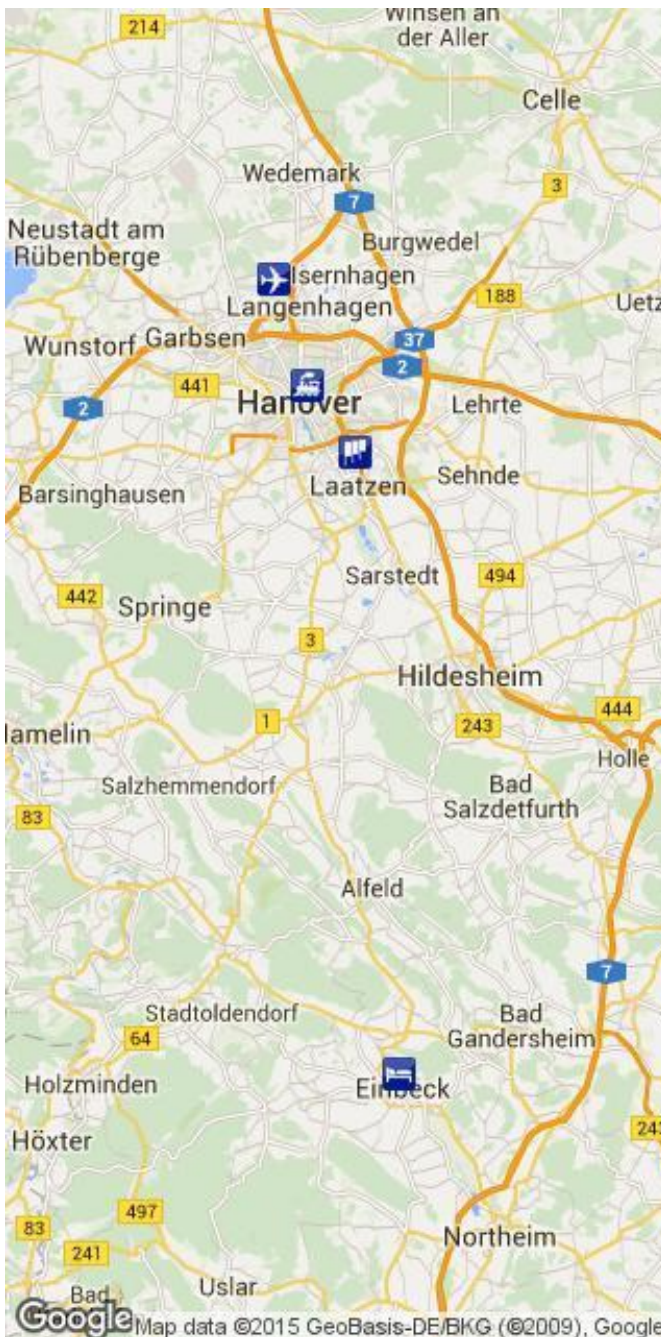 214
Winsen an
der Aller
Celle
Wedemark
3
7
Neustadt am
Rübenberge
Burgwedel
Isernhagen
188
Langenhagen
Garbsen
Wunstorf
37
2
441
2
Hanover
Lehrte
Laatzen
Sehnde
Barsinghausen
Sarstedt
494
442
Springe
3
Hildesheim
444
1
243
Holle
Salzhemmendorf
Bad
Salzdetfurth
83
Alfeld
7
Stadtoldendorf
Bad
Gandersheim
64
Holzminden
Einbeck
Höxter
497
83
241
Northeim
Uslar
Bad
Google
Map data ©2015 GeoBasis-DE/BKG (©2009), Google